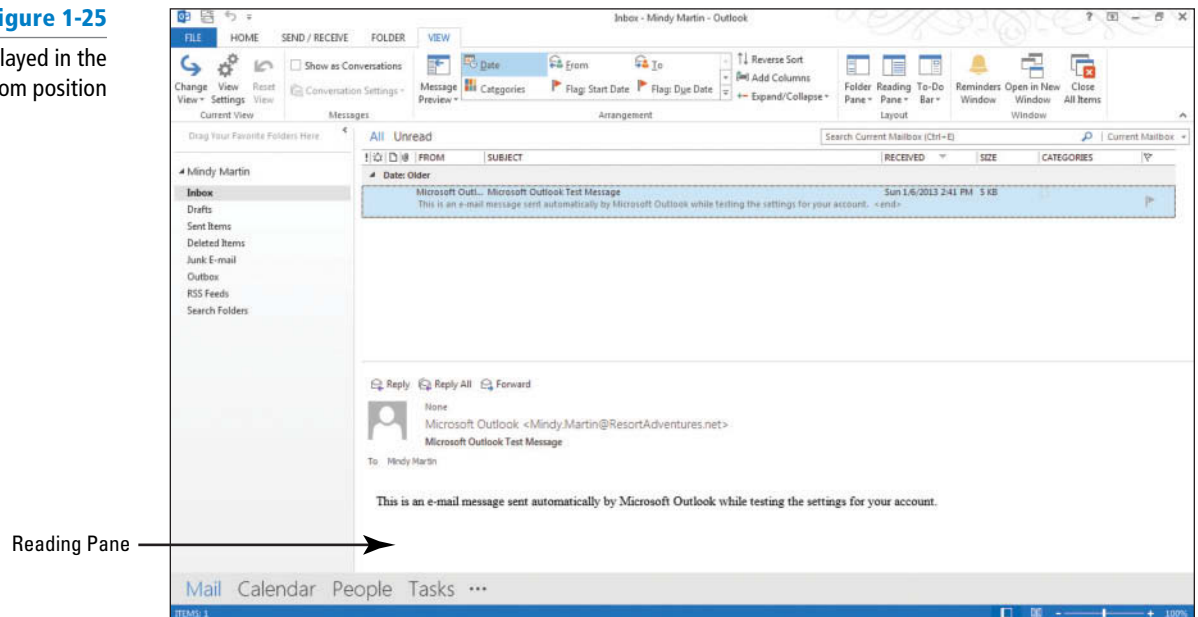 igure 1-25
layed in the
om position
Inbox - Mindy Martin - Outlook
FILE HOME SEND / RECEIVE FOLDER VIEW
Change View
View Settings
Reset View
Current View
Show as Conversations
Conversation Settings
Messages
Message Preview
Date From To
Categories Flag: Start Date Flag: Due Date
Reverse Sort
Add Columns
Expand/Collapse
Arrangement
Folder Pane
Reading Pane
To-Do Bar
Layout
Reminders Window
Open in New Window
Close All Items
Window
Drag Your Favorite Folders Here
All Unread
Search Current Mailbox (Ctrl+E)
Current Mailbox
FROM SUBJECT RECEIVED SIZE CATEGORIES
Mindy Martin
Date: Older
Inbox
Microsoft Outl... Microsoft Outlook Test Message Sun 1/6/2013 2:41 PM 5 KB
This is an e-mail message sent automatically by Microsoft Outlook while testing the settings for your account. <end>
Drafts
Sent Items
Deleted Items
Junk E-mail
Outbox
RSS Feeds
Search Folders
Reply Reply All Forward
None
Microsoft Outlook <Mindy.Martin@ResortAdventures.net>
Microsoft Outlook Test Message
To Mindy Martin
This is an e-mail message sent automatically by Microsoft Outlook while testing the settings for your account.
Reading Pane
Mail Calendar People Tasks •••
ITEMS: 1
100%